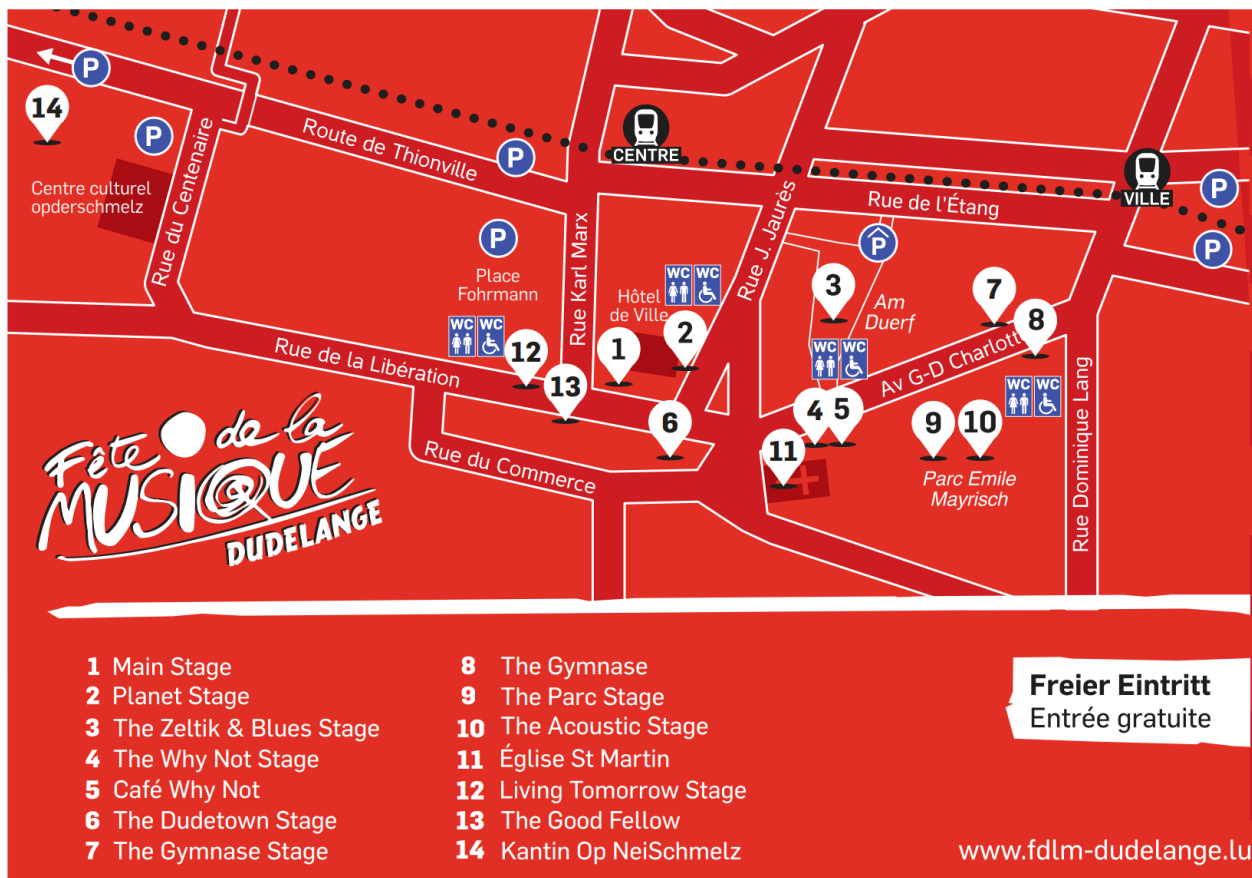 P
14
P
Centre culturel
opderschmelz
Rue du Centenaire
Route de Thionville
P
CENTRE
P
Place
Fohrmann
Rue Karl Marx
Hôtel
de Ville
WC WC
Rue J. Jaurès
Rue de l'Étang
P
VILLE
P
P
3
Am
Duerf
7
8
2
1
WC WC
12
13
Rue de la Libération
6
Rue du Commerce
WC WC
Av G-D Charlott
4
5
11
9
10
WC WC
Parc Emile
Mayrisch
Rue Dominique Lang
Fête de la
MUSIQUE
DUDELANGE
1 Main Stage
2 Planet Stage
3 The Zeltik & Blues Stage
4 The Why Not Stage
5 Café Why Not
6 The Dudetown Stage
7 The Gymnase Stage
8 The Gymnase
9 The Parc Stage
10 The Acoustic Stage
11 Église St Martin
12 Living Tomorrow Stage
13 The Good Fellow
14 Kantin Op NeiSchmelz
Freier Eintritt
Entrée gratuite
www.fdlm-dudelange.lu